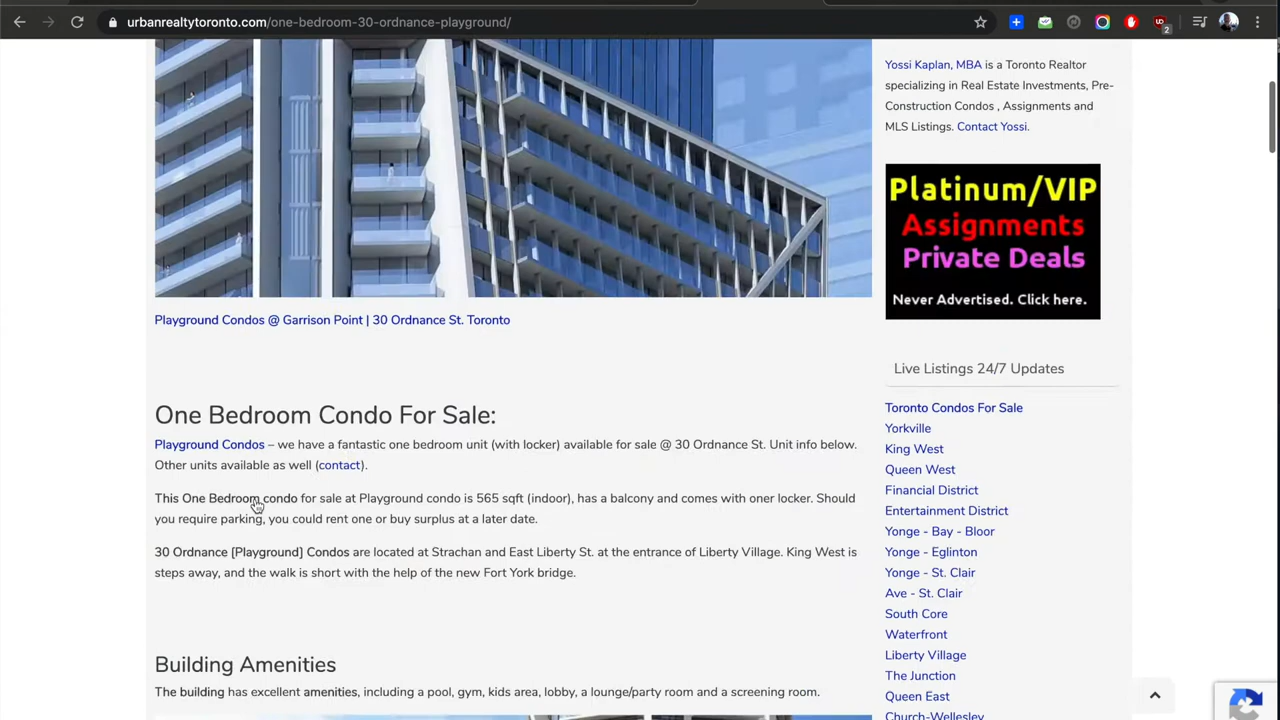 urbanrealtytoronto.com/one-bedroom-30-ordnance-playground/
2
Playground Condos @ Garrison Point | 30 Ordnance St. Toronto
One Bedroom Condo For Sale:
Playground Condos – we have a fantastic one bedroom unit (with locker) available for sale @ 30 Ordnance St. Unit info below.
Other units available as well (contact).
This One Bedroom condo for sale at Playground condo is 565 sqft (indoor), has a balcony and comes with oner locker. Should
you require parking, you could rent one or buy surplus at a later date.
30 Ordnance [Playground] Condos are located at Strachan and East Liberty St. at the entrance of Liberty Village. King West is
steps away, and the walk is short with the help of the new Fort York bridge.
Building Amenities
The building has excellent amenities, including a pool, gym, kids area, lobby, a lounge/party room and a screening room.
Yossi Kaplan, MBA is a Toronto Realtor
specializing in Real Estate Investments, Pre-
Construction Condos , Assignments and
MLS Listings. Contact Yossi.
Platinum/VIP
Assignments
Private Deals
Never Advertised. Click here.
Live Listings 24/7 Updates
Toronto Condos For Sale
Yorkville
King West
Queen West
Financial District
Entertainment District
Yonge - Bay - Bloor
Yonge - Eglinton
Yonge - St. Clair
Ave - St. Clair
South Core
Waterfront
Liberty Village
The Junction
Queen East
Church-Wellesley